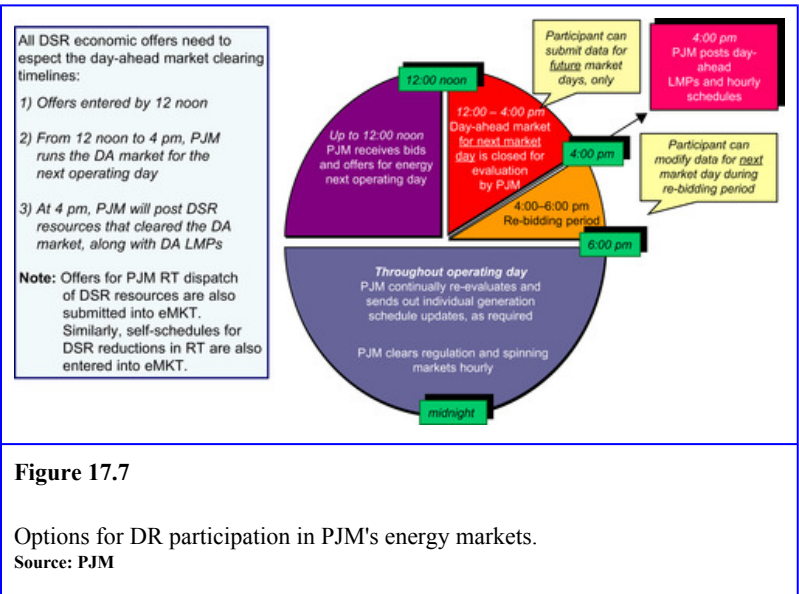 All DSR economic offers need to
espect the day-ahead market clearing
timelines:
1) Offers entered by 12 noon
2) From 12 noon to 4 pm, PJM
runs the DA market for the
next operating day
3) At 4 pm, PJM will post DSR
resources that cleared the DA
market, along with DA LMPs
Note: Offers for PJM RT dispatch
of DSR resources are also
submitted into eMKT.
Similarly, self-schedules for
DSR reductions in RT are also
entered into eMKT.
12:00 noon
Participant can
submit data for
future market
days, only
4:00 pm
PJM posts day-
ahead
LMPs and hourly
schedules
Up to 12:00 noon
PJM receives bids
and offers for energy
next operating day
12:00 – 4:00 pm
Day-ahead market
for next market
day is closed for
evaluation
by PJM
4:00 pm
Participant can
modify data for next
market day during
re-bidding period
4:00–6:00 pm
Re-bidding period
6:00 pm
Throughout operating day
PJM continually re-evaluates and
sends out individual generation
schedule updates, as required
PJM clears regulation and spinning
markets hourly
midnight
Figure 17.7
Options for DR participation in PJM's energy markets.
Source: PJM